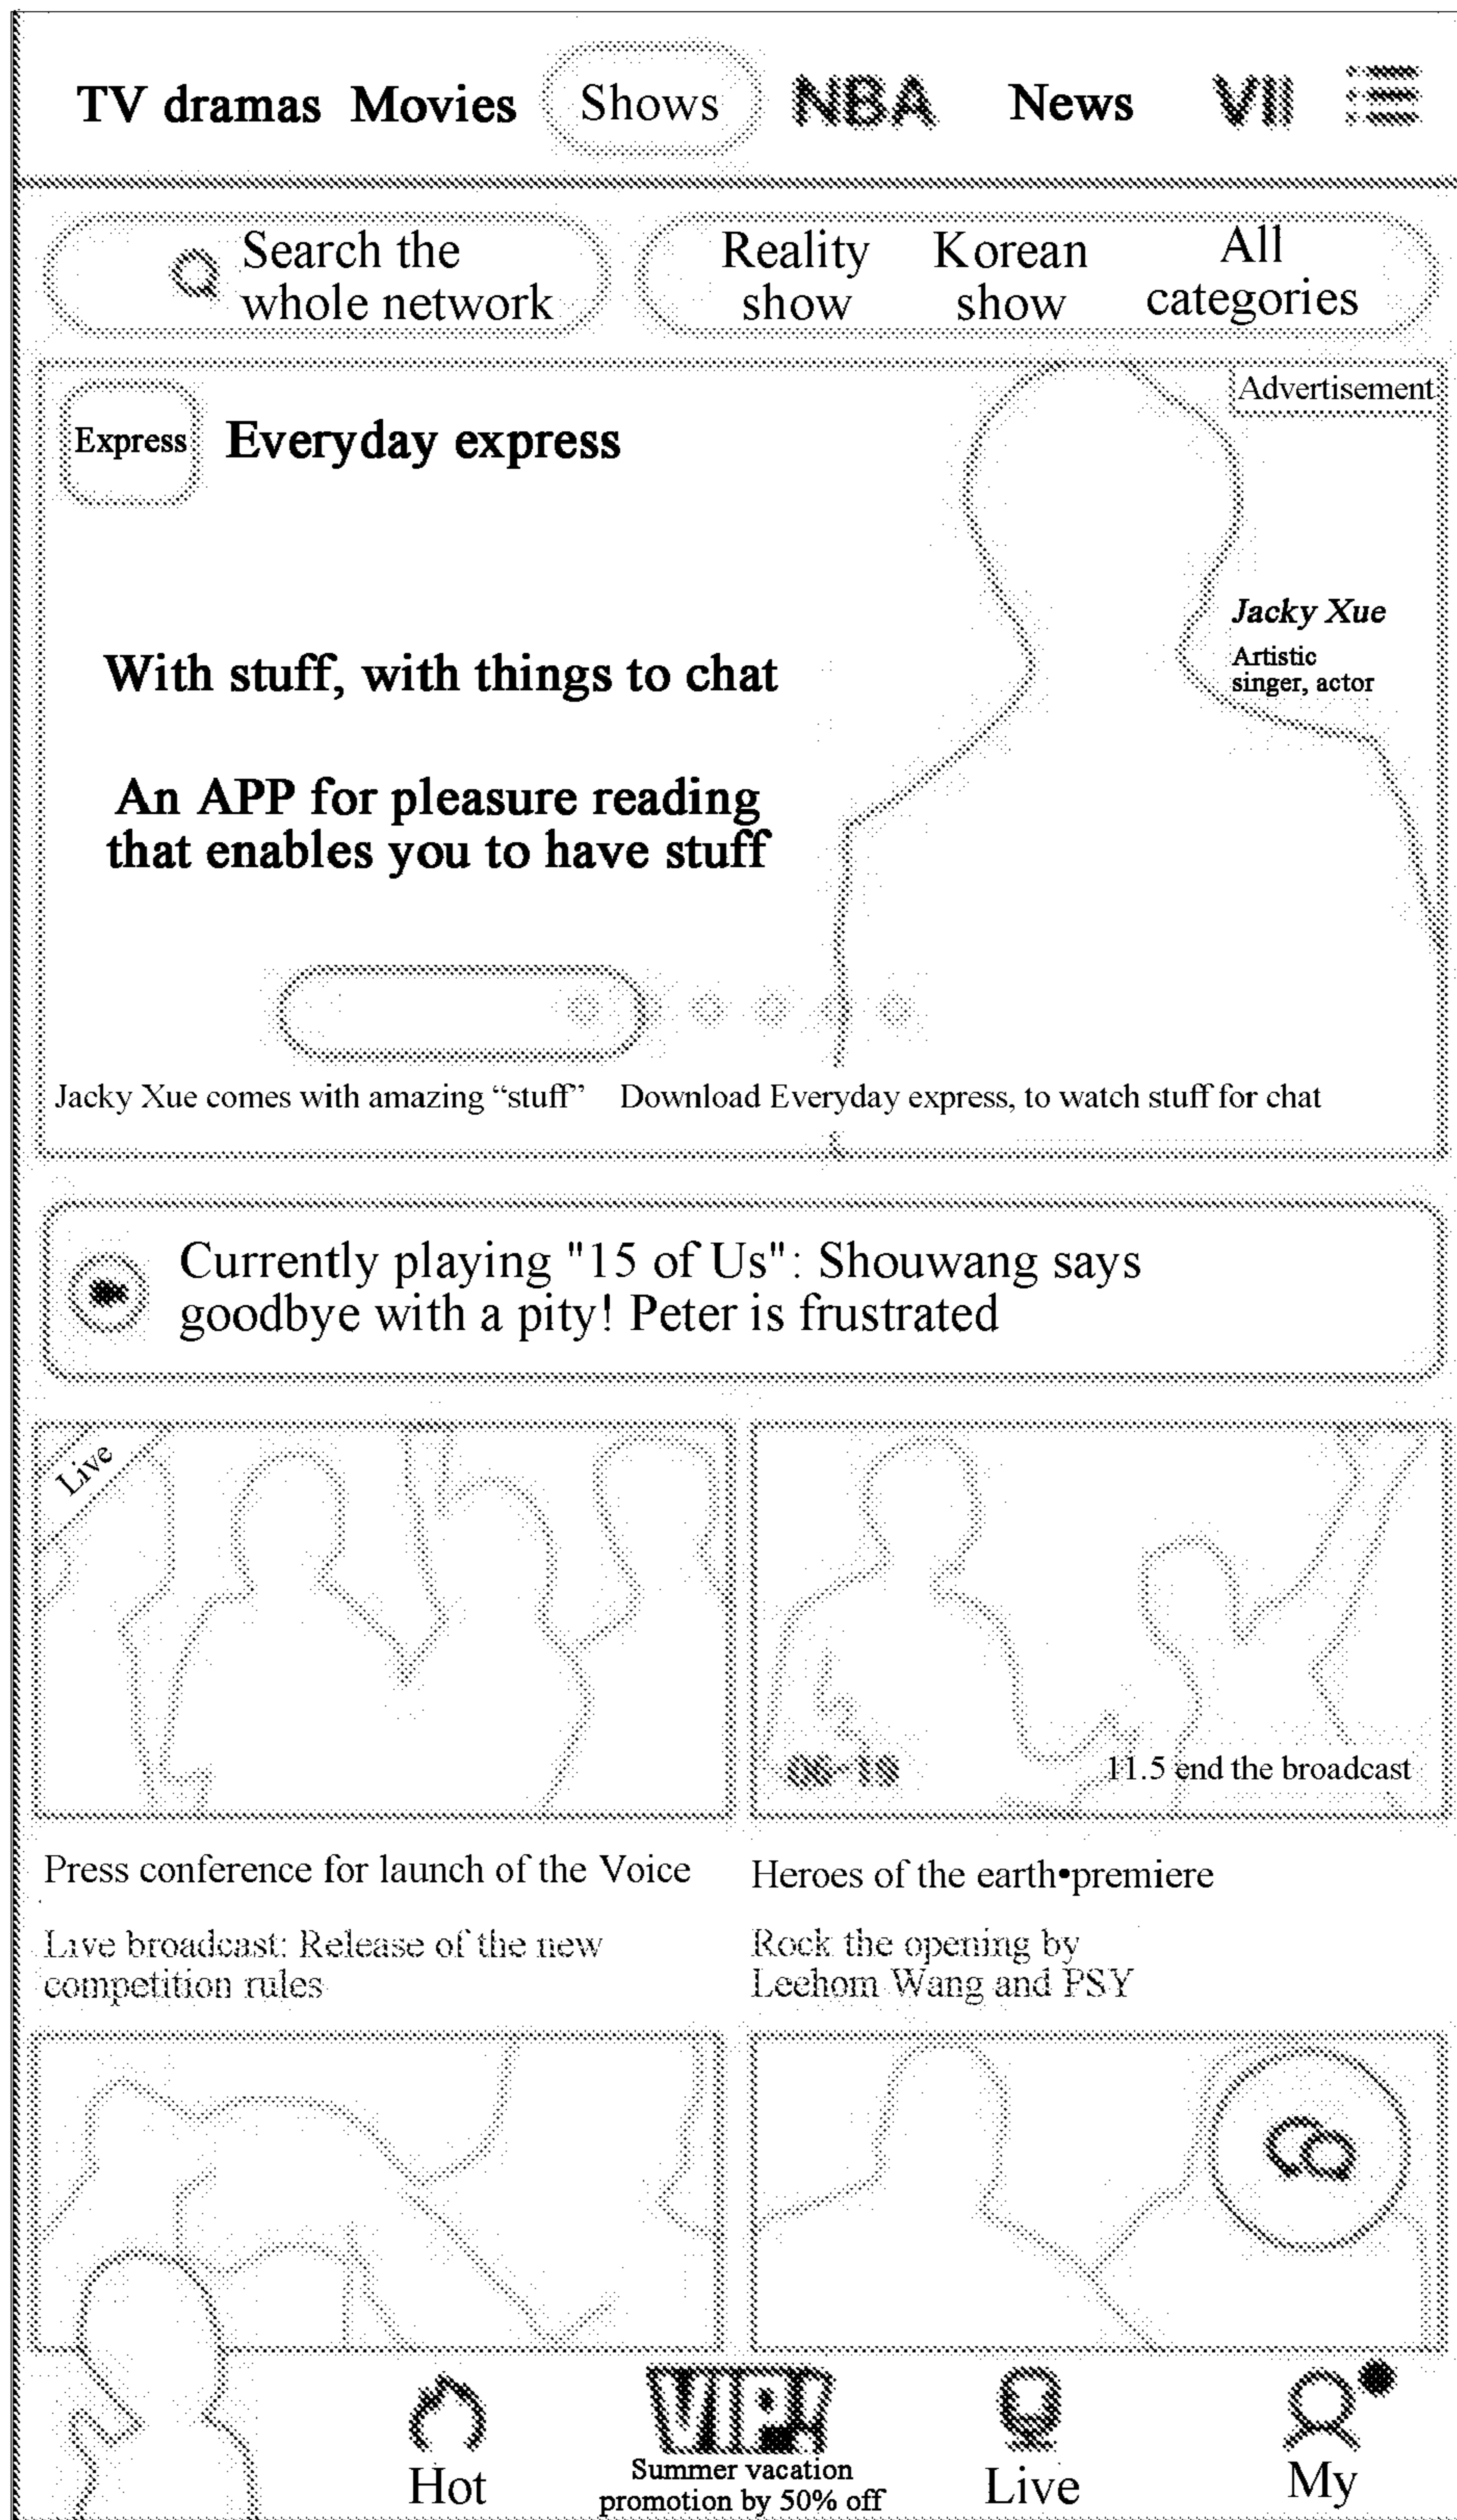 TV dramas Movies Shows NBA News VII
Search the
whole network
Reality
show
Korean
show
All
categories
Advertisement
Express
Everyday express
Jacky Xue
Artistic
singer, actor
With stuff, with things to chat
An APP for pleasure reading
that enables you to have stuff
Jacky Xue comes with amazing “stuff” Download Everyday express, to watch stuff for chat
Currently playing "15 of Us": Shouwang says
goodbye with a pity! Peter is frustrated
Live
06-18
11.5 end the broadcast
Press conference for launch of the Voice
Live broadcast: Release of the new
competition rules
Heroes of the earth•premiere
Rock the opening by
Leehom Wang and PSY
Hot
VIP!
Summer vacation
promotion by 50% off
Live
My